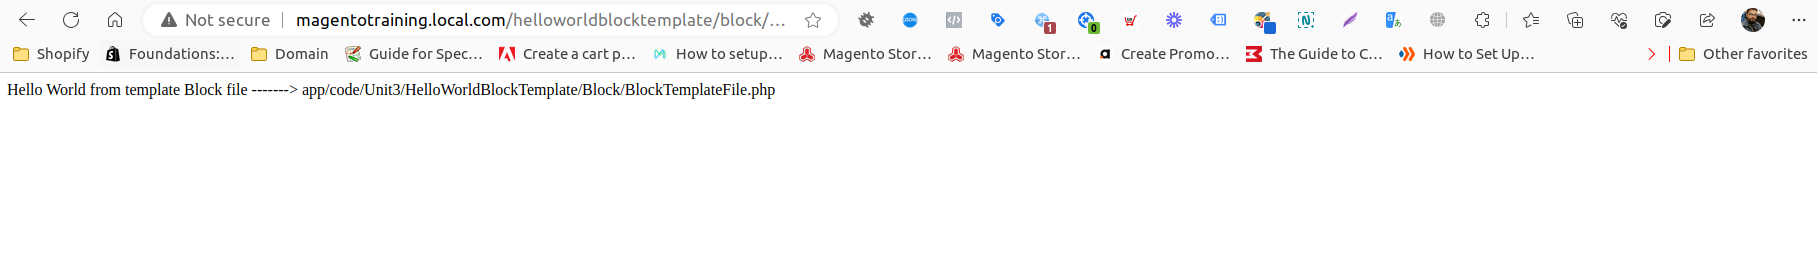 Not secure | magentotraining.local.com/helloworldblocktemplate/block/...
1
0
Shopify Foundations:... Domain Guide for Spec... Create a cart p... How to setup... Magento Stor... Magento Stor... Create Promo... The Guide to C... How to Set Up... Other favorites
Hello World from template Block file -------> app/code/Unit3/HelloWorldBlockTemplate/Block/BlockTemplateFile.php